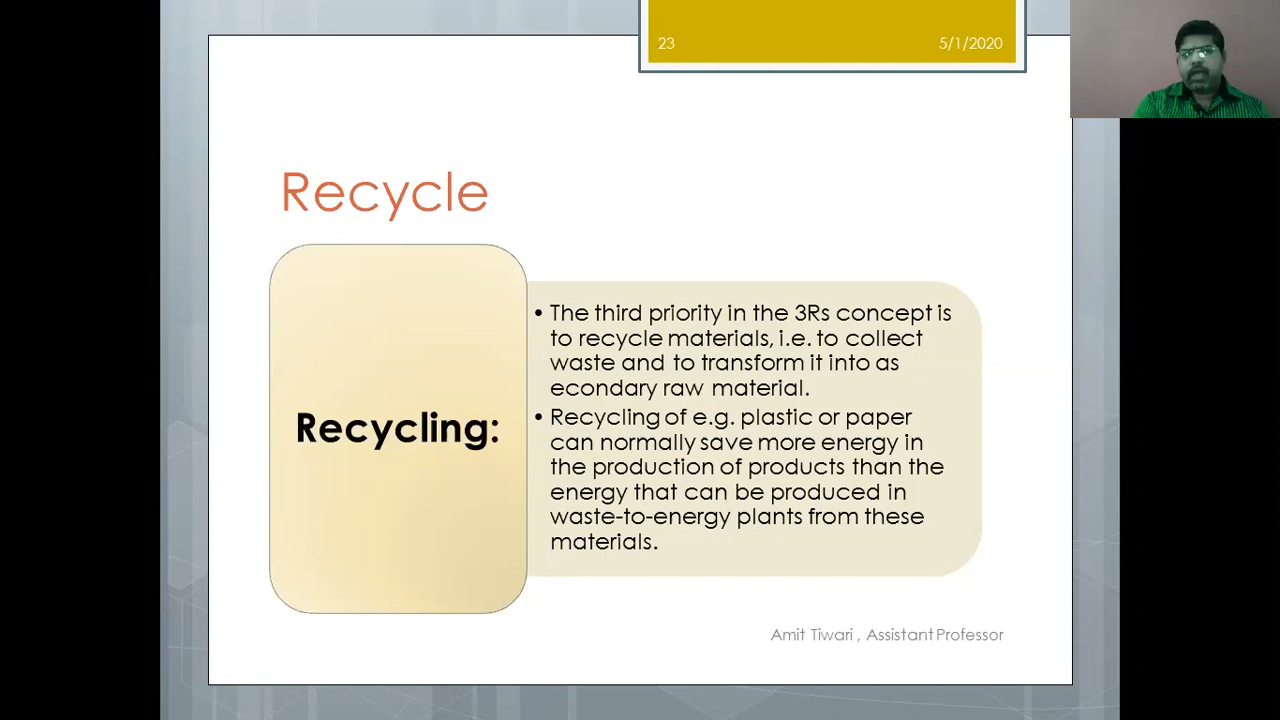 23
5/1/2020
Recycle
Recycling:
• The third priority in the 3Rs concept is
to recycle materials, i.e. to collect
waste and to transform it into as
econdary raw material.
• Recycling of e.g. plastic or paper
can normally save more energy in
the production of products than the
energy that can be produced in
waste-to-energy plants from these
materials.
Amit Tiwari , Assistant Professor